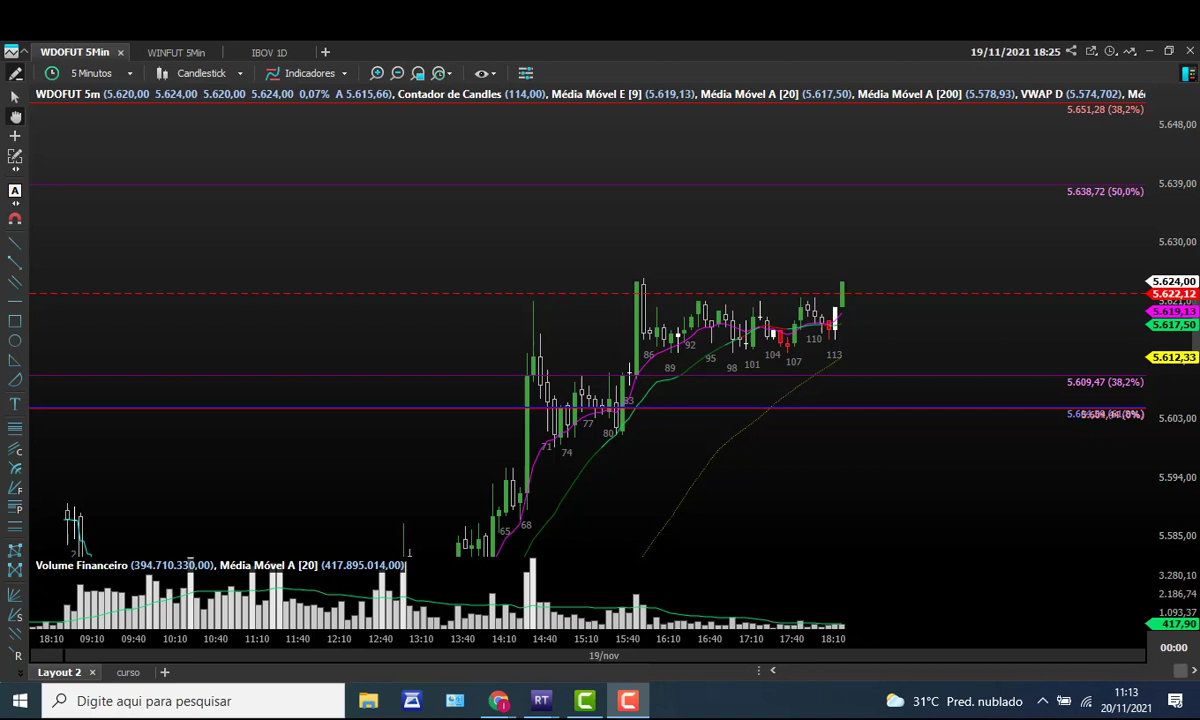 WDOFUT 5Min × WINFUT 5Min IBOV 1D + 19/11/2021 18:25
5 Minutos Candlestick Indicadores
WDOFUT 5m (5.620,00 5.624,00 5.620,00 5.624,00 0,07% A 5.615,66), Contador de Candles (114,00), Média Móvel E [9] (5.619,13), Média Móvel A [20] (5.617,50), Média Móvel A [200] (5.578,93), VWAP D (5.574,702), Mé
5.651,28 (38,2%)
5.648,00
5.639,00
5.638,72 (50,0%)
5.630,00
5.624,00
5.622,12
5.619,13
5.617,50
5.612,33
5.609,47 (38,2%)
5.603,00
5.594,00
5.585,00
86 89 92 95 98 101 104 107 110 113
71 74 77 80 83
65 68
2
Volume Financeiro (394.710.330,00), Média Móvel A [20] (417.895.014,00)
3.280,10
2.186,74
1.093,37
417,90
18:10 09:10 09:40 10:10 10:40 11:10 11:40 12:10 12:40 13:10 13:40 14:10 14:40 15:10 15:40 16:10 16:40 17:10 17:40 18:10
00:00
19/nov
Layout 2 × curso +
Digite aqui para pesquisar
RT
31°C Pred. nublado
11:13
20/11/2021